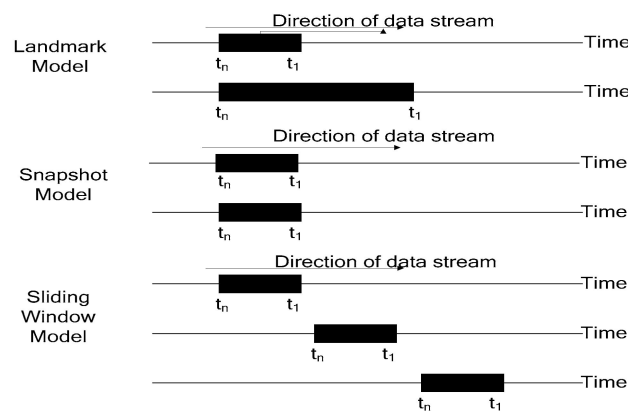 Direction of data stream
Landmark
Model
Time
tn t1
Time
tn t1
Direction of data stream
Snapshot
Model
Time
tn t1
Time
tn t1
Direction of data stream
Sliding
Window
Model
Time
tn t1
Time
tn t1
Time
tn t1